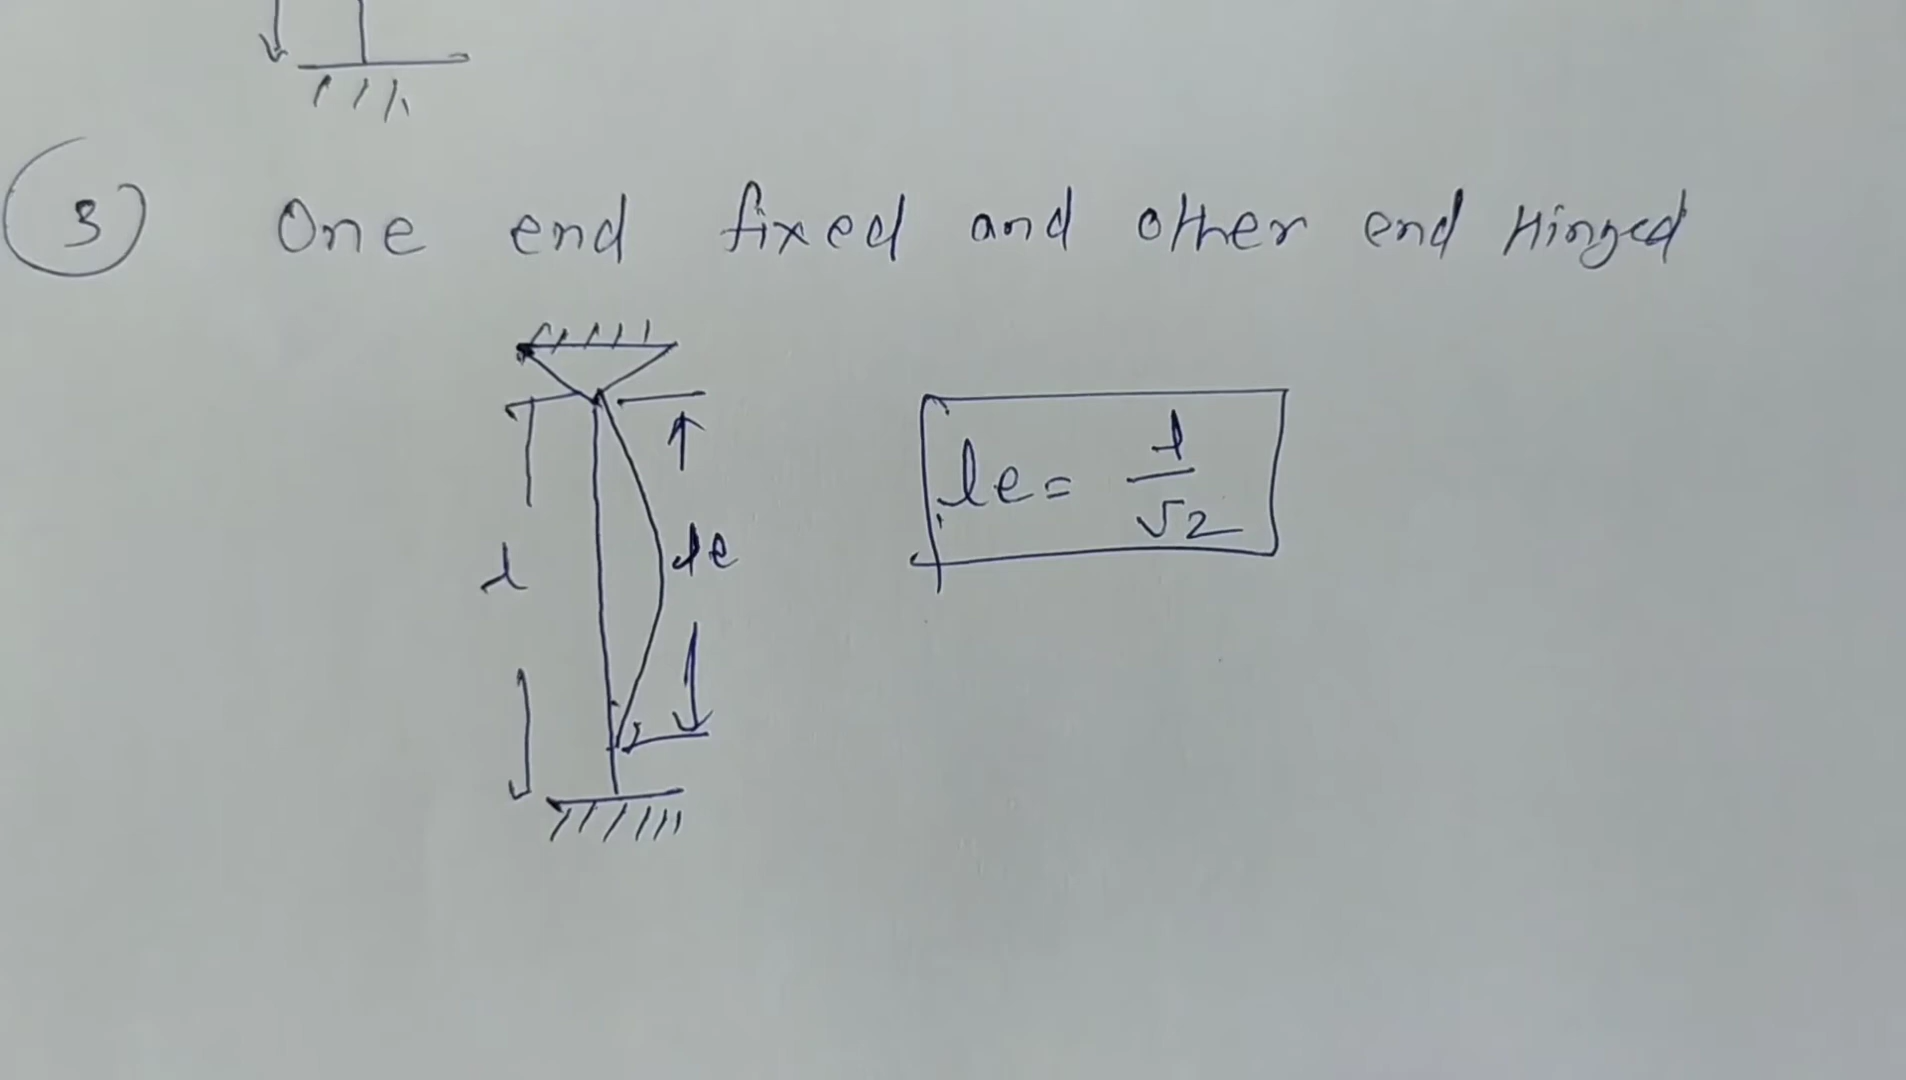 3 One end fixed and other end Hinged
l
le
le = l/√2